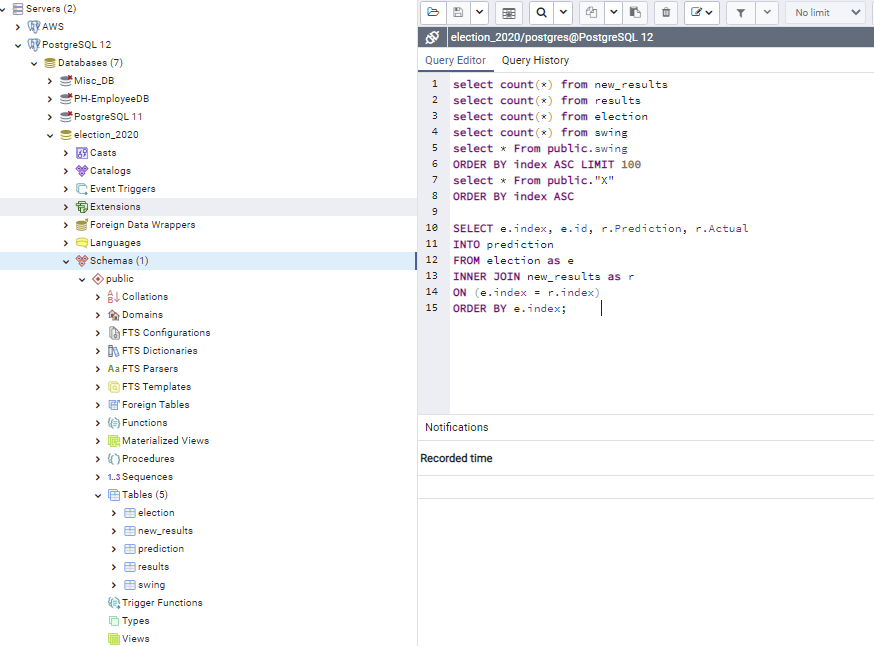 Servers (2)
AWS
PostgreSQL 12
Databases (7)
Misc_DB
PH-EmployeeDB
PostgreSQL 11
election_2020
Casts
Catalogs
Event Triggers
Extensions
Foreign Data Wrappers
Languages
Schemas (1)
public
Collations
Domains
FTS Configurations
FTS Dictionaries
Aa FTS Parsers
FTS Templates
Foreign Tables
Functions
Materialized Views
Procedures
1..3 Sequences
Tables (5)
election
new_results
prediction
results
swing
Trigger Functions
Types
Views
No limit
election_2020/postgres@PostgreSQL 12
Query Editor Query History
1 select count(*) from new_results
2 select count(*) from results
3 select count(*) from election
4 select count(*) from swing
5 select * From public.swing
6 ORDER BY index ASC LIMIT 100
7 select * From public."X"
8 ORDER BY index ASC
9
10 SELECT e.index, e.id, r.Prediction, r.Actual
11 INTO prediction
12 FROM election as e
13 INNER JOIN new_results as r
14 ON (e.index = r.index)
15 ORDER BY e.index;
Notifications
Recorded time